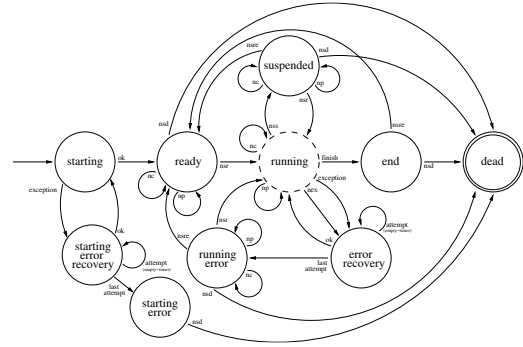 nsre
nsd
suspended
nc
np
nsr
nsd
nss
nc
nsre
starting
ok
ready
nsr
running
finish
end
nsd
dead
nc
np
np
nex
exception
exception
nsr
np
nsre
ok
attempt
(empty-timer)
starting
error
recovery
ok
attempt
(empty-timer)
running
error
nc
last
attempt
error
recovery
last
attempt
nsd
starting
error
nsd